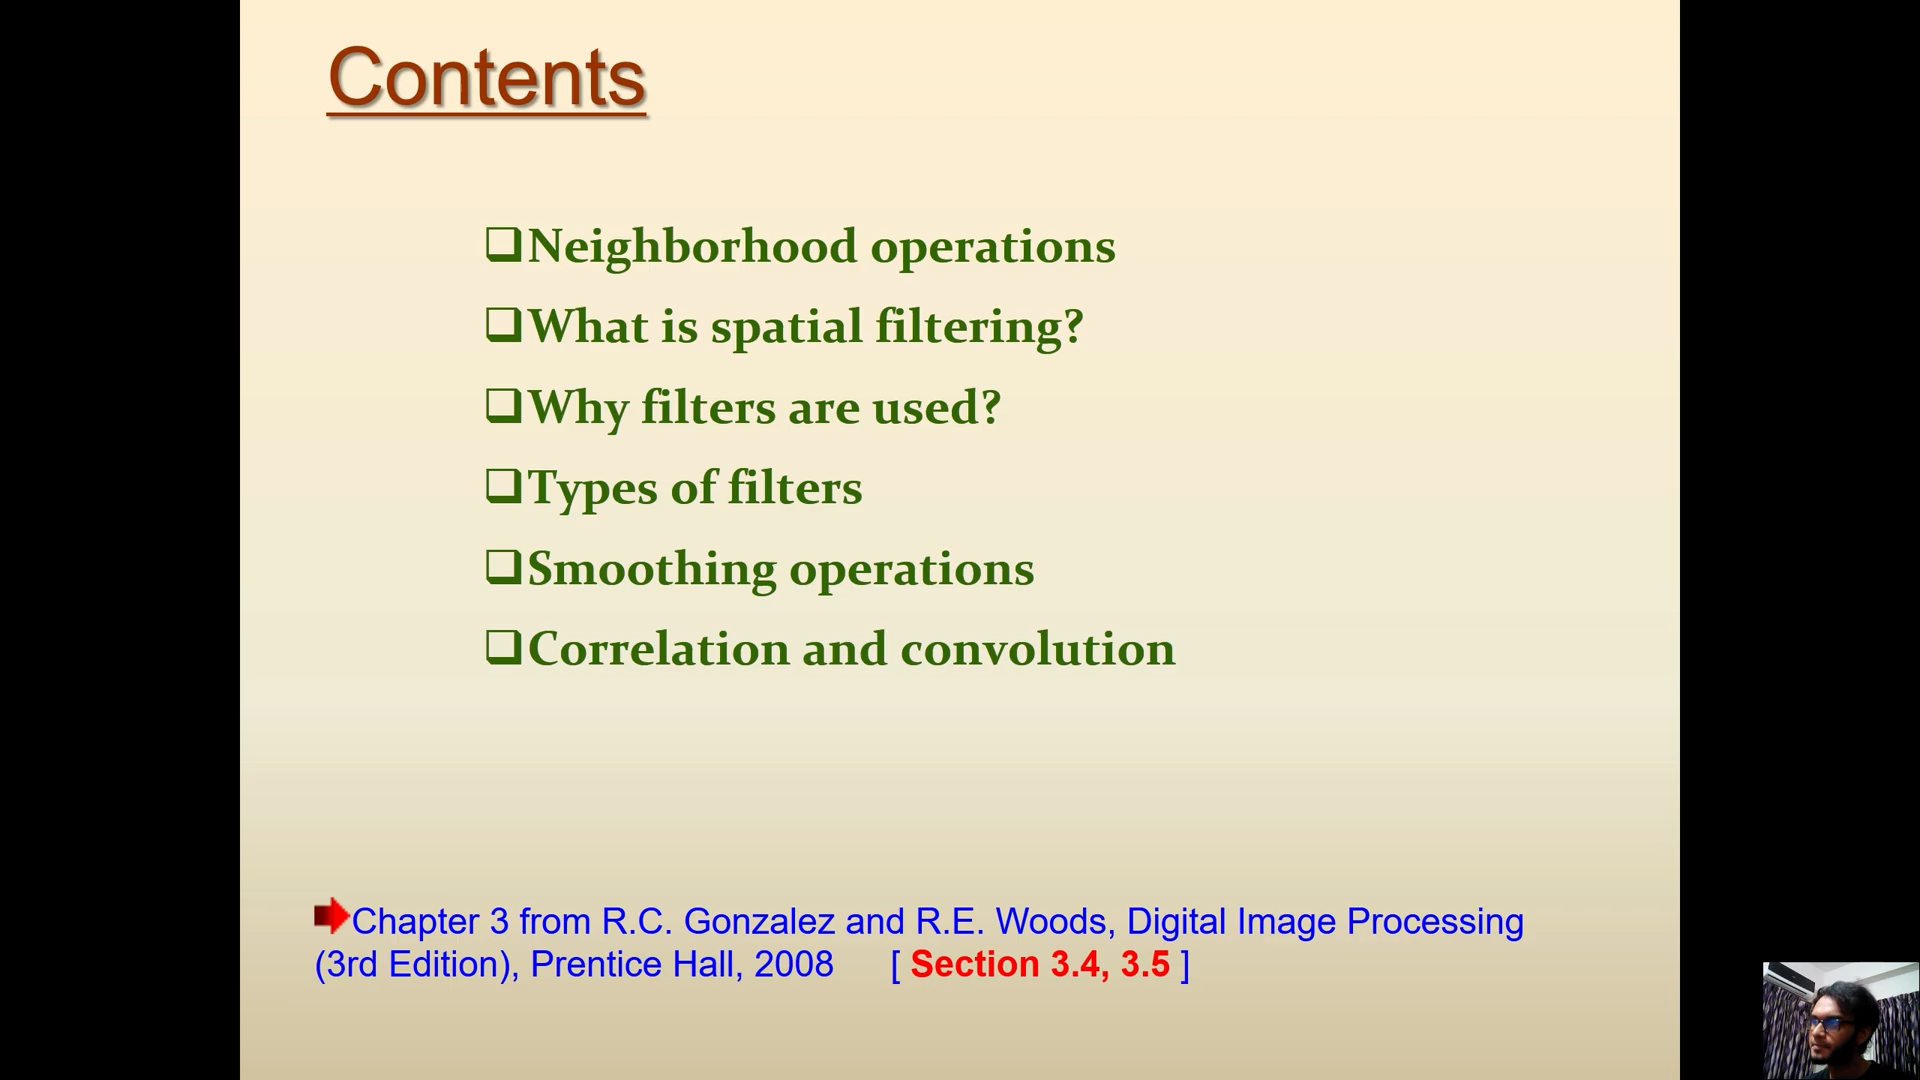 Contents
Neighborhood operations
What is spatial filtering?
Why filters are used?
Types of filters
Smoothing operations
Correlation and convolution
Chapter 3 from R.C. Gonzalez and R.E. Woods, Digital Image Processing
(3rd Edition), Prentice Hall, 2008 [ Section 3.4, 3.5 ]